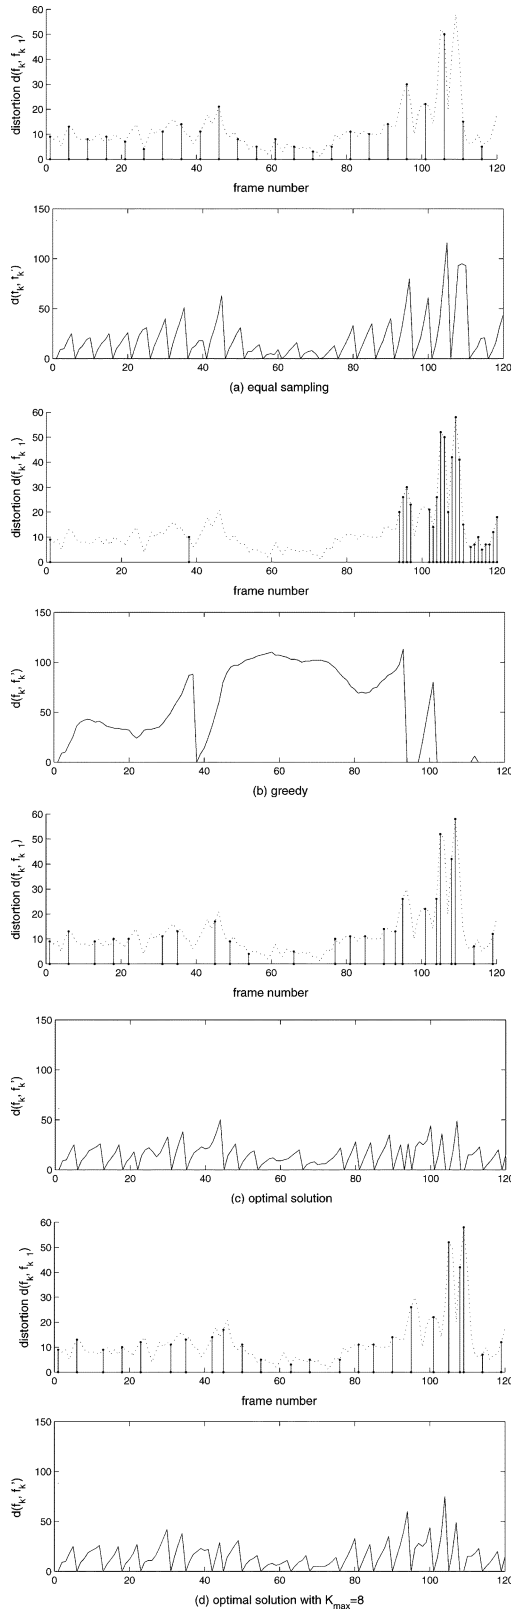 60
50
40
30
20
10
0
distortion d(f_k, f_k 1)
0 20 40 60 80 100 120
frame number
150
100
50
0
d(f_k, f_k')
0 20 40 60 80 100 120
(a) equal sampling
60
50
40
30
20
10
0
distortion d(f_k, f_k 1)
0 20 40 60 80 100 120
frame number
150
100
50
0
d(f_k, f_k')
0 20 40 60 80 100 120
(b) greedy
60
50
40
30
20
10
0
distortion d(f_k, f_k 1)
0 20 40 60 80 100 120
frame number
150
100
50
0
d(f_k, f_k')
0 20 40 60 80 100 120
(c) optimal solution
60
50
40
30
20
10
0
distortion d(f_k, f_k 1)
0 20 40 60 80 100 120
frame number
150
100
50
0
d(f_k, f_k')
0 20 40 60 80 100 120
(d) optimal solution with K_max=8